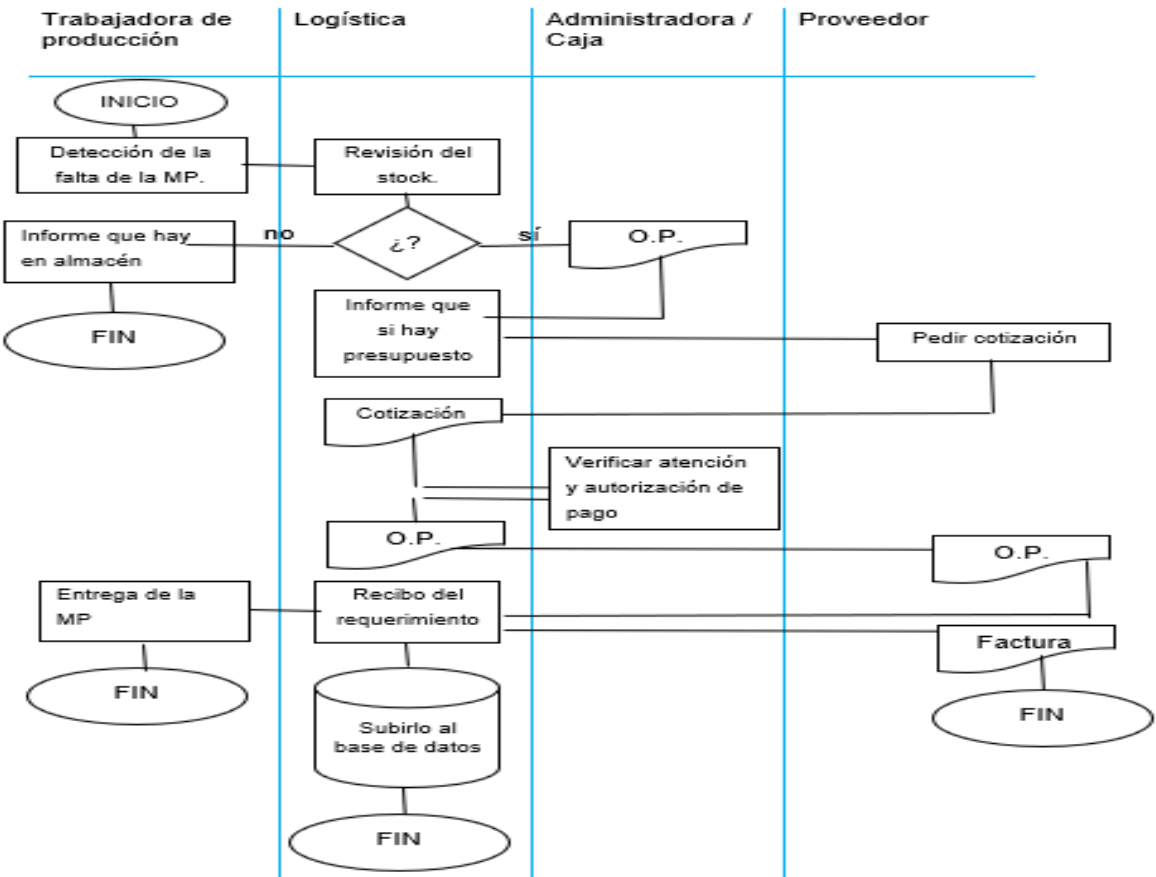 Trabajadora de
producción
Logística
Administradora /
Caja
Proveedor
INICIO
Detección de la
falta de la MP.
Revisión del
stock.
Informe que hay
en almacén
no
¿?
sí
O.P.
FIN
Informe que
si hay
presupuesto
Pedir cotización
Cotización
Verificar atención
y autorización de
pago
O.P.
O.P.
Entrega de la
MP
Recibo del
requerimiento
Factura
FIN
Subirlo al
base de datos
FIN
FIN